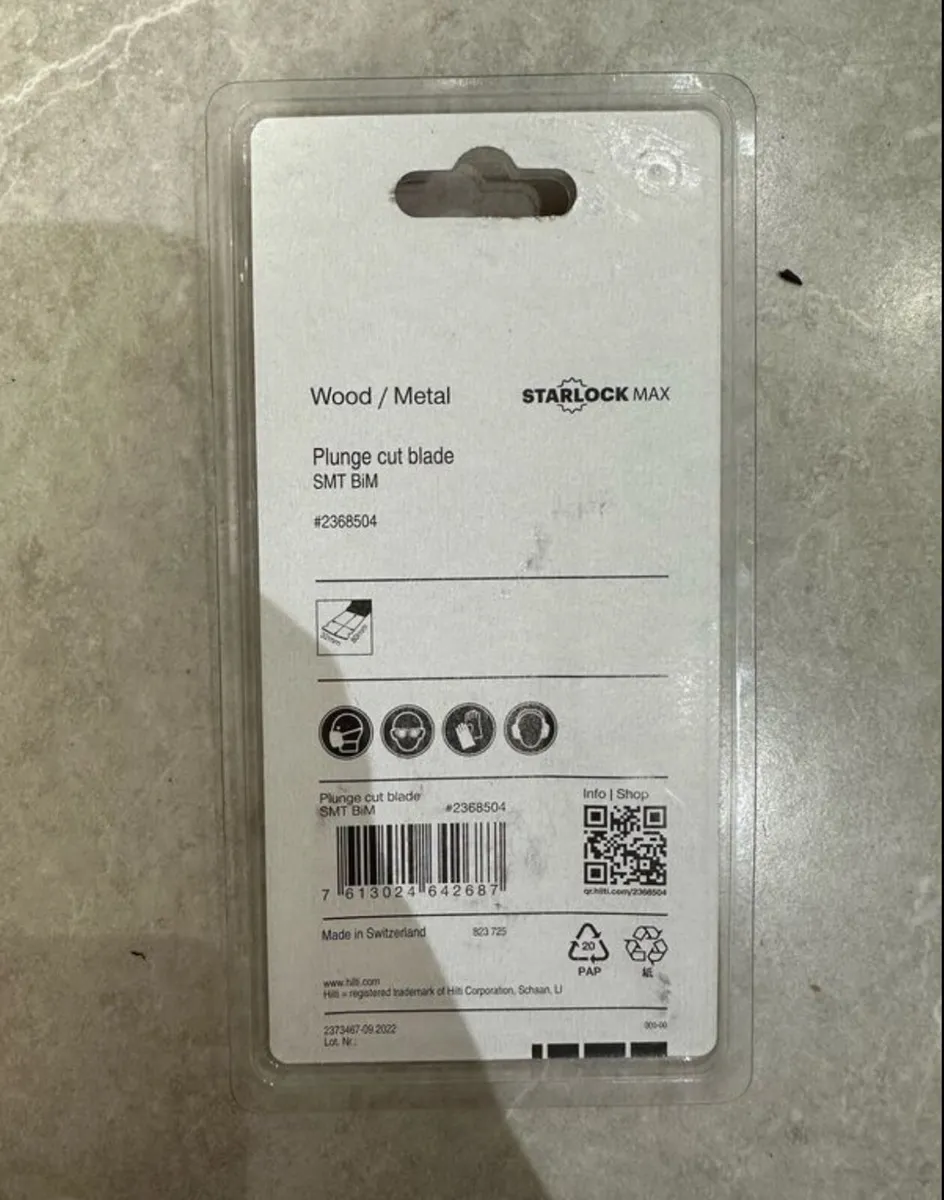 Wood / Metal
STARLOCK MAX
Plunge cut blade
SMT BiM
#2368504
32mm 80mm
Plunge cut blade
SMT BiM
#2368504
Info | Shop
7 613024 642687
qr.hilti.com/2368504
Made in Switzerland
823 725
20
PAP
紙
www.hilti.com
Hilti = registered trademark of Hilti Corporation, Schaan, LI
2373467-09.2022
Lot. Nr.: